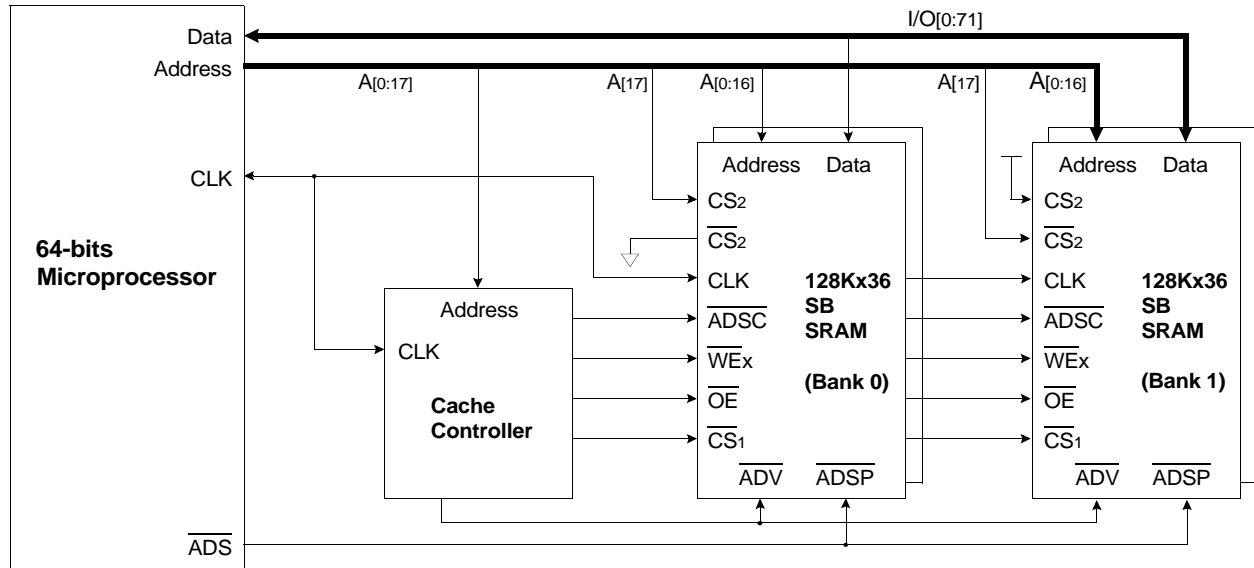 I/O[0:71]
Data
Address
A[0:17]
A[17]
A[0:16]
A[17]
A[0:16]
CLK
64-bits
Microprocessor
ADS
Address
CLK
Cache
Controller
Address Data
CS2
CS2
CLK
ADSC
WEx
OE
CS1
ADV ADSP
128Kx36
SB
SRAM
(Bank 0)
Address Data
CS2
CS2
CLK
ADSC
WEx
OE
CS1
ADV ADSP
128Kx36
SB
SRAM
(Bank 1)